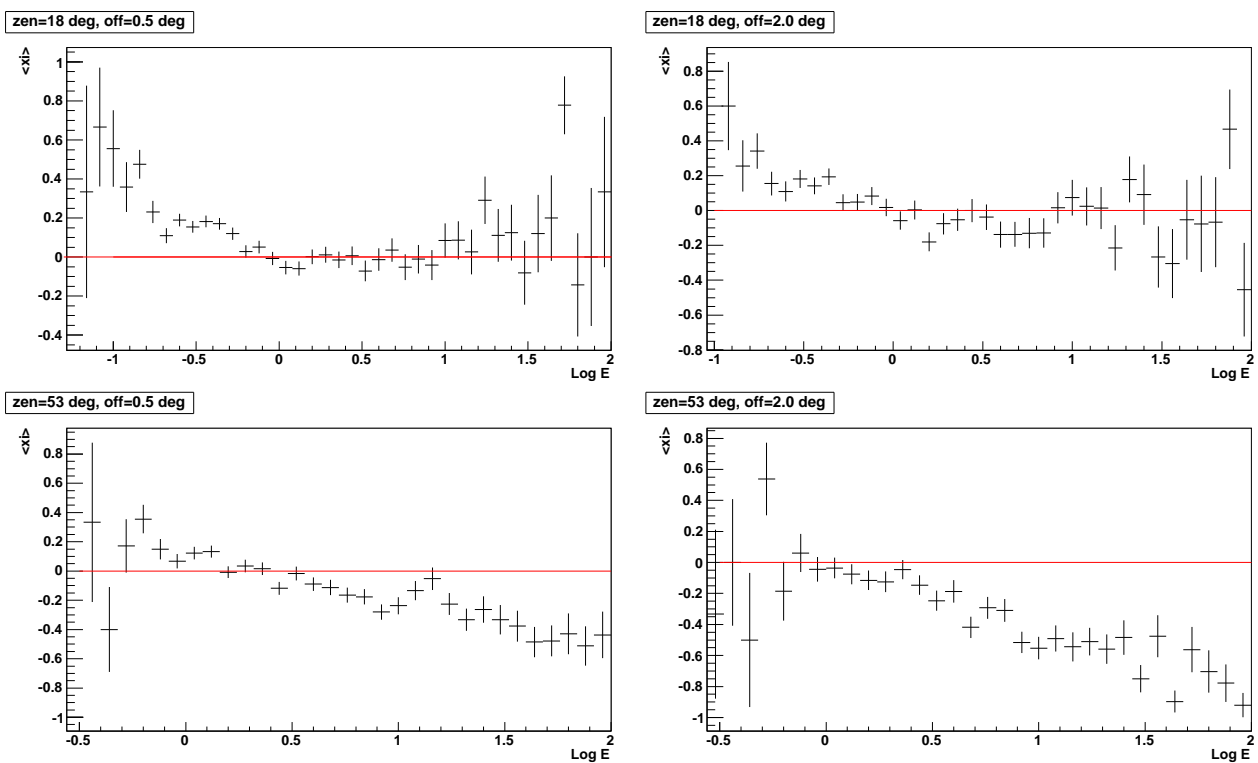 zen=18 deg, off=0.5 deg
<xi>
1
0.8
0.6
0.4
0.2
0
-0.2
-0.4
-1 -0.5 0 0.5 1 1.5 2
Log E
zen=18 deg, off=2.0 deg
<xi>
0.8
0.6
0.4
0.2
0
-0.2
-0.4
-0.6
-0.8
-1 -0.5 0 0.5 1 1.5 2
Log E
zen=53 deg, off=0.5 deg
<xi>
0.8
0.6
0.4
0.2
0
-0.2
-0.4
-0.6
-0.8
-1
-0.5 0 0.5 1 1.5 2
Log E
zen=53 deg, off=2.0 deg
<xi>
0.8
0.6
0.4
0.2
0
-0.2
-0.4
-0.6
-0.8
-1
-0.5 0 0.5 1 1.5 2
Log E